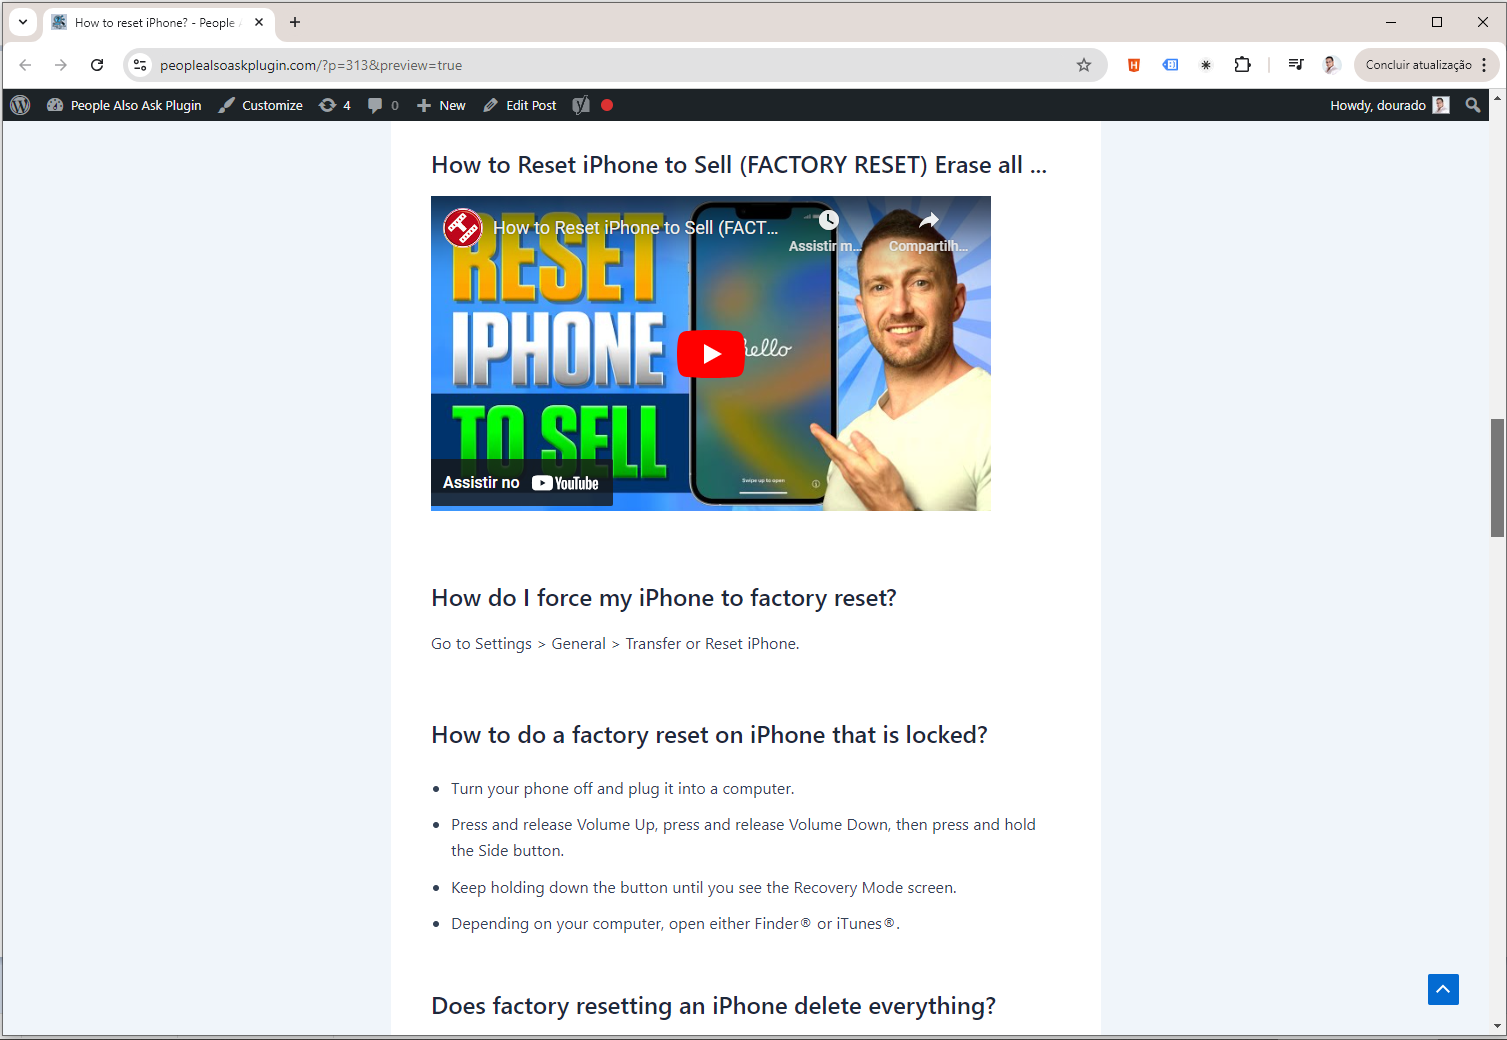 How to reset iPhone? - People A
peoplealsoaskplugin.com/?p=313&preview=true
Concluir atualização
People Also Ask Plugin
Customize
4
0
New
Edit Post
Howdy, dourado
How to Reset iPhone to Sell (FACTORY RESET) Erase all ...
How to Reset iPhone to Sell (FACT...
Assistir m...
Compartilh...
RESET
IPHONE
TO SELL
hello
Swipe up to open
Assistir no YouTube
How do I force my iPhone to factory reset?
Go to Settings > General > Transfer or Reset iPhone.
How to do a factory reset on iPhone that is locked?
Turn your phone off and plug it into a computer.
Press and release Volume Up, press and release Volume Down, then press and hold
the Side button.
Keep holding down the button until you see the Recovery Mode screen.
Depending on your computer, open either Finder® or iTunes®.
Does factory resetting an iPhone delete everything?